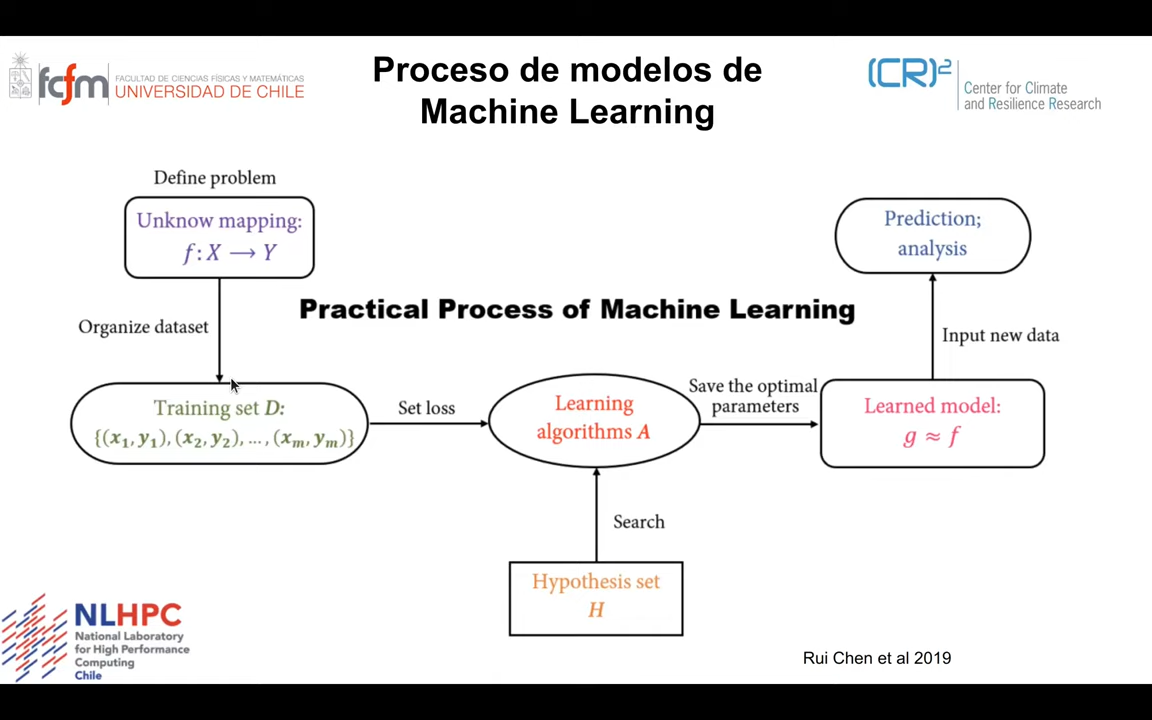 fcfm
FACULTAD DE CIENCIAS FÍSICAS Y MATEMÁTICAS
UNIVERSIDAD DE CHILE
Proceso de modelos de
Machine Learning
(CR)²
Center for Climate
and Resilience Research
Define problem
Unknow mapping:
f: X ⟶ Y
Prediction;
analysis
Practical Process of Machine Learning
Organize dataset
Input new data
Training set D:
{(x₁, y₁), (x₂, y₂), ..., (xₘ, yₘ)}
Set loss
Learning
algorithms A
Save the optimal
parameters
Learned model:
g ≈ f
Search
Hypothesis set
H
NLHPC
National Laboratory
for High Performance
Computing
Chile
Rui Chen et al 2019